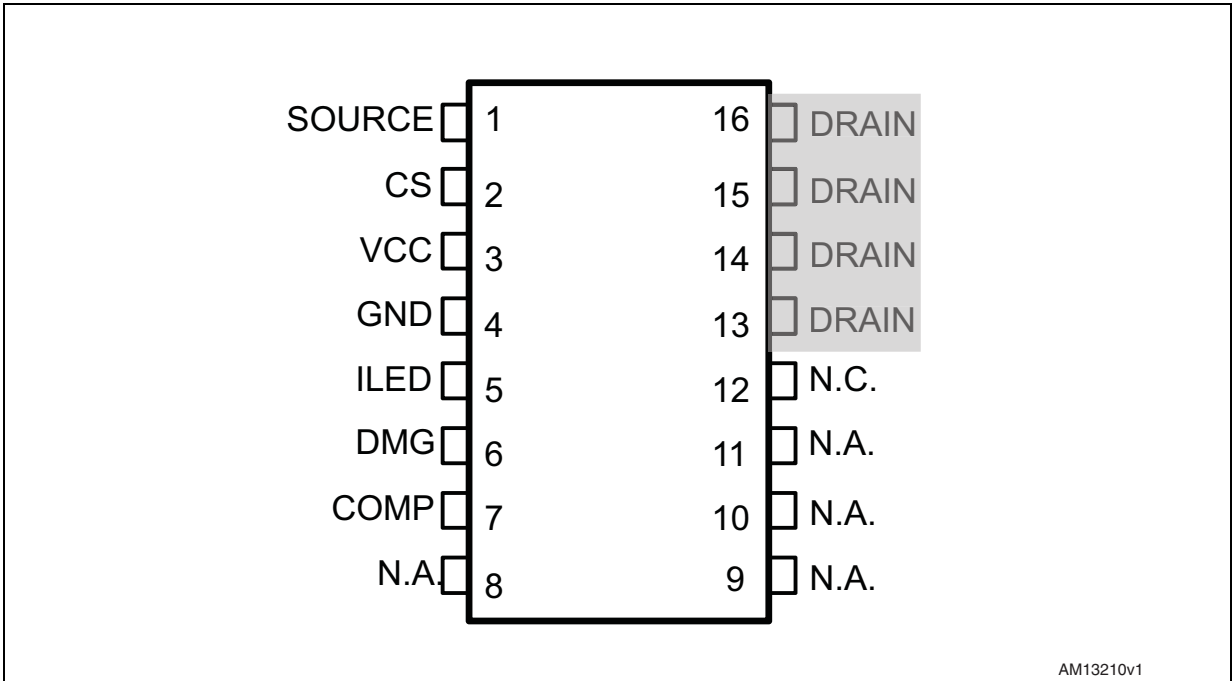 SOURCE 1 16 DRAIN
CS 2 15 DRAIN
VCC 3 14 DRAIN
GND 4 13 DRAIN
ILED 5 12 N.C.
DMG 6 11 N.A.
COMP 7 10 N.A.
N.A. 8 9 N.A.
AM13210v1